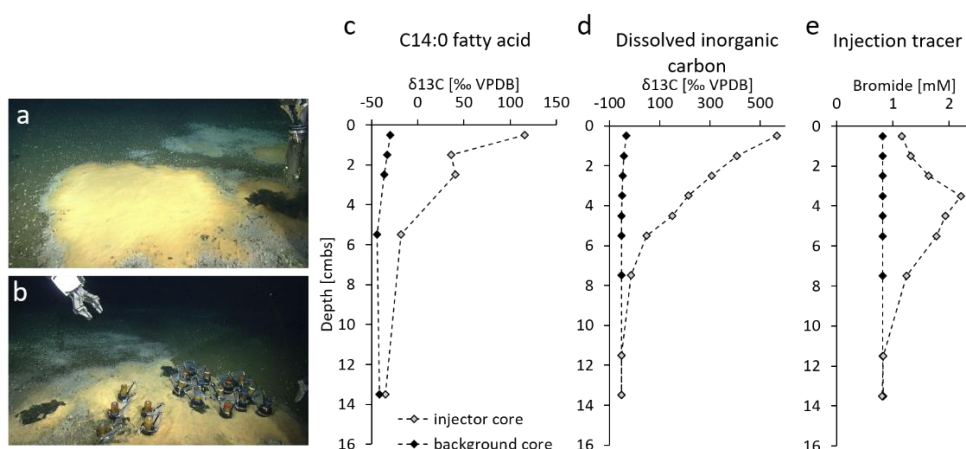 a
b
c
C14:0 fatty acid
δ13C [‰ VPDB]
-50 0 50 100 150
Depth [cmbs]
0
2
4
6
8
10
12
14
16
injector core
background core
d
Dissolved inorganic
carbon
δ13C [‰ VPDB]
-100 100 300 500
0
2
4
6
8
10
12
14
16
e
Injection tracer
Bromide [mM]
0 1 2
0
2
4
6
8
10
12
14
16